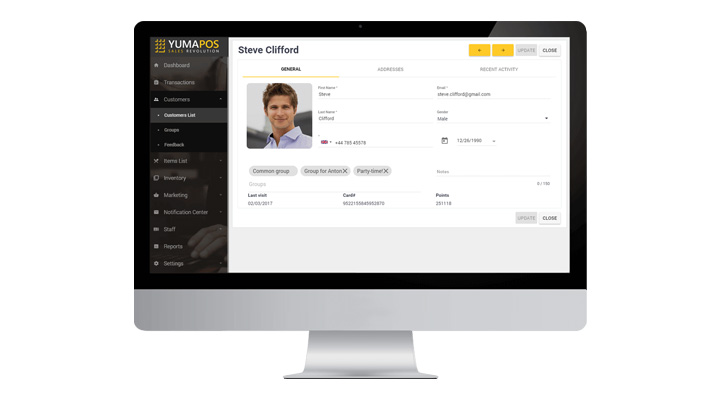 YUMAPOS
SALES REVOLUTION
Dashboard
Transactions
Customers
Customers List
Groups
Feedback
Items List
Inventory
Marketing
Notification Center
Staff
Reports
Settings
Steve Clifford
+ + UPDATE CLOSE
GENERAL ADDRESSES RECENT ACTIVITY
First Name * Email *
Steve steve.clifford@gmail.com
Last Name * Gender
Clifford Male
+44 785 45578 12/26/1980
Common group Group for Anton Party-time! Notes
Groups 0 / 150
Last visit Card# Points
02/03/2017 9522155845952870 251118
UPDATE CLOSE